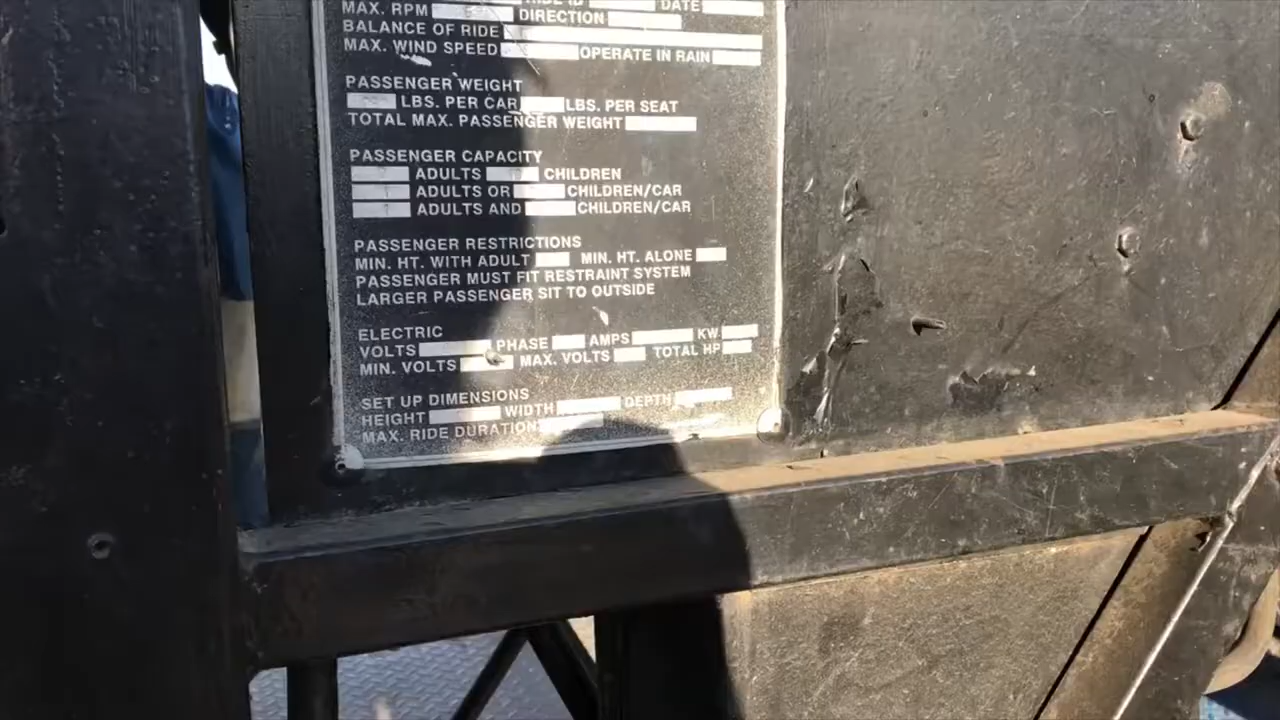 MAX. RPM DIRECTION
RIDE ID DATE
BALANCE OF RIDE
MAX. WIND SPEED OPERATE IN RAIN
PASSENGER WEIGHT
LBS. PER CAR LBS. PER SEAT
TOTAL MAX. PASSENGER WEIGHT
PASSENGER CAPACITY
ADULTS CHILDREN
ADULTS OR CHILDREN/CAR
ADULTS AND CHILDREN/CAR
PASSENGER RESTRICTIONS
MIN. HT. WITH ADULT MIN. HT. ALONE
PASSENGER MUST FIT RESTRAINT SYSTEM
LARGER PASSENGER SIT TO OUTSIDE
ELECTRIC
VOLTS PHASE AMPS KW.
MIN. VOLTS MAX. VOLTS TOTAL HP
SET UP DIMENSIONS
HEIGHT WIDTH DEPTH
MAX. RIDE DURATION